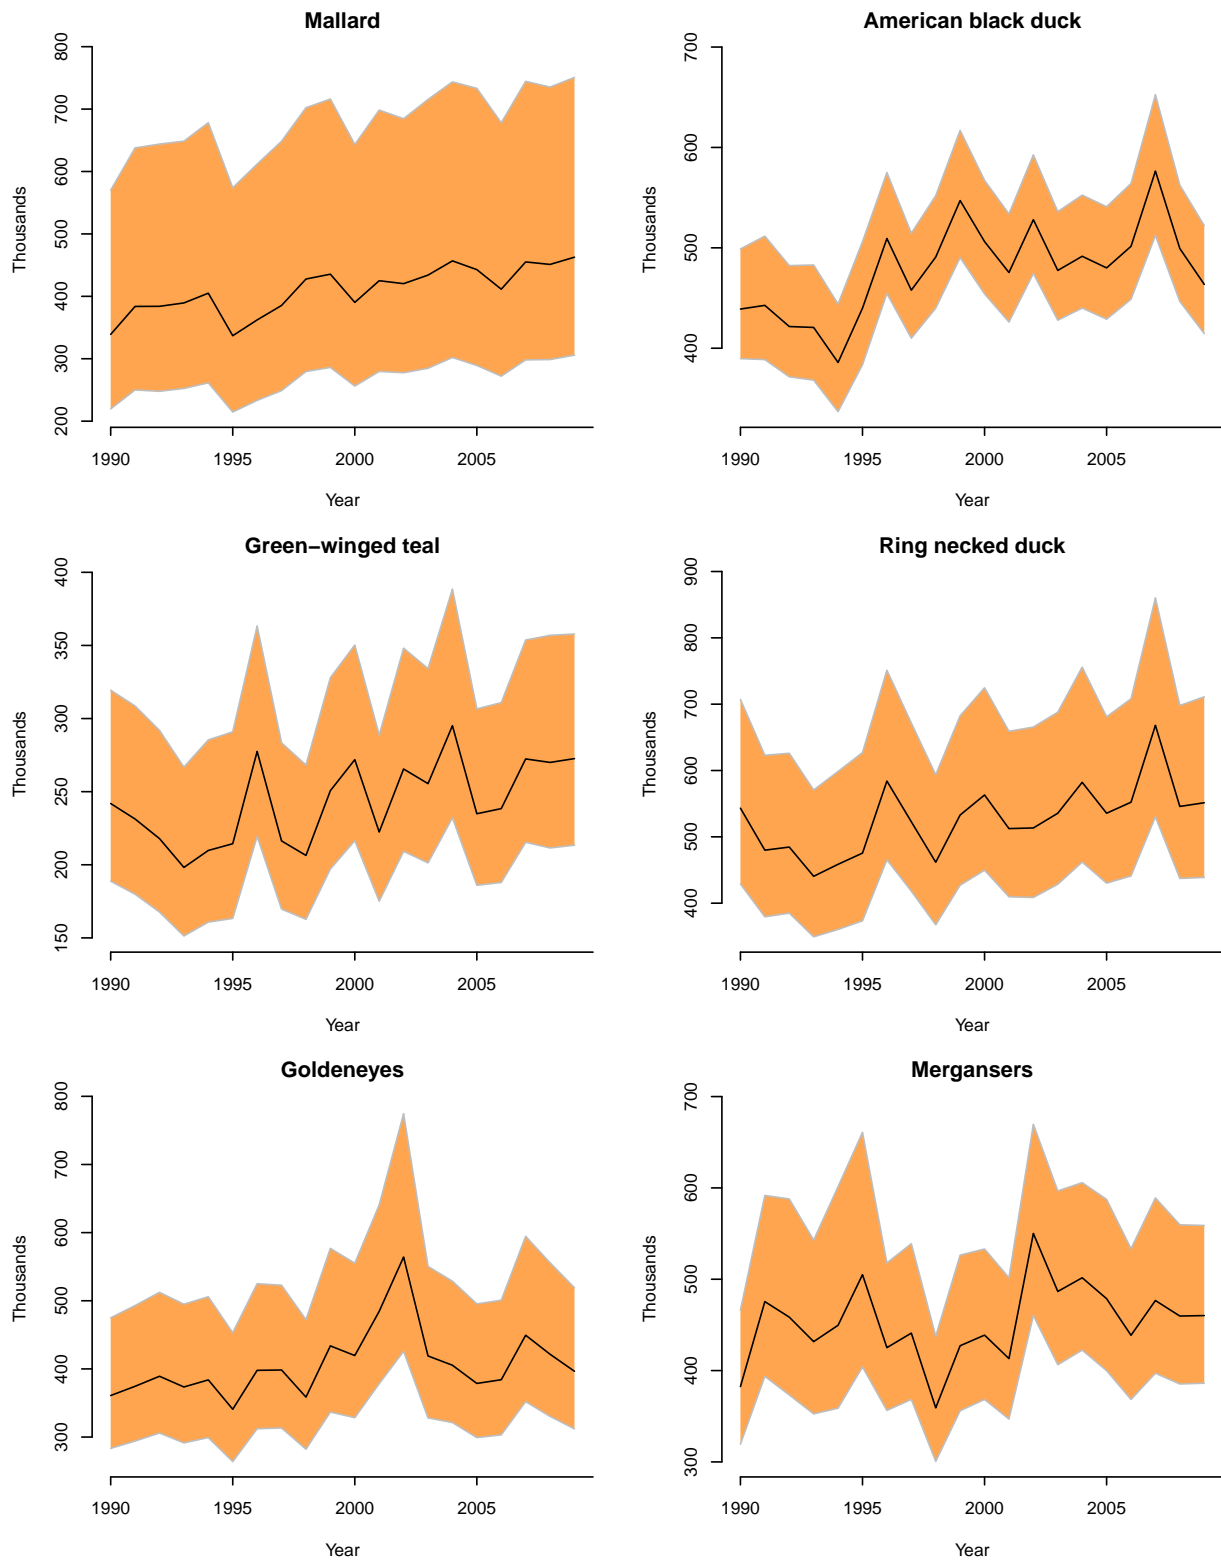 Mallard
Thousands
200 300 400 500 600 700 800
1990 1995 2000 2005
Year
American black duck
Thousands
400 500 600 700
1990 1995 2000 2005
Year
Green−winged teal
Thousands
150 200 250 300 350 400
1990 1995 2000 2005
Year
Ring necked duck
Thousands
400 500 600 700 800 900
1990 1995 2000 2005
Year
Goldeneyes
Thousands
300 400 500 600 700 800
1990 1995 2000 2005
Year
Mergansers
Thousands
300 400 500 600 700
1990 1995 2000 2005
Year